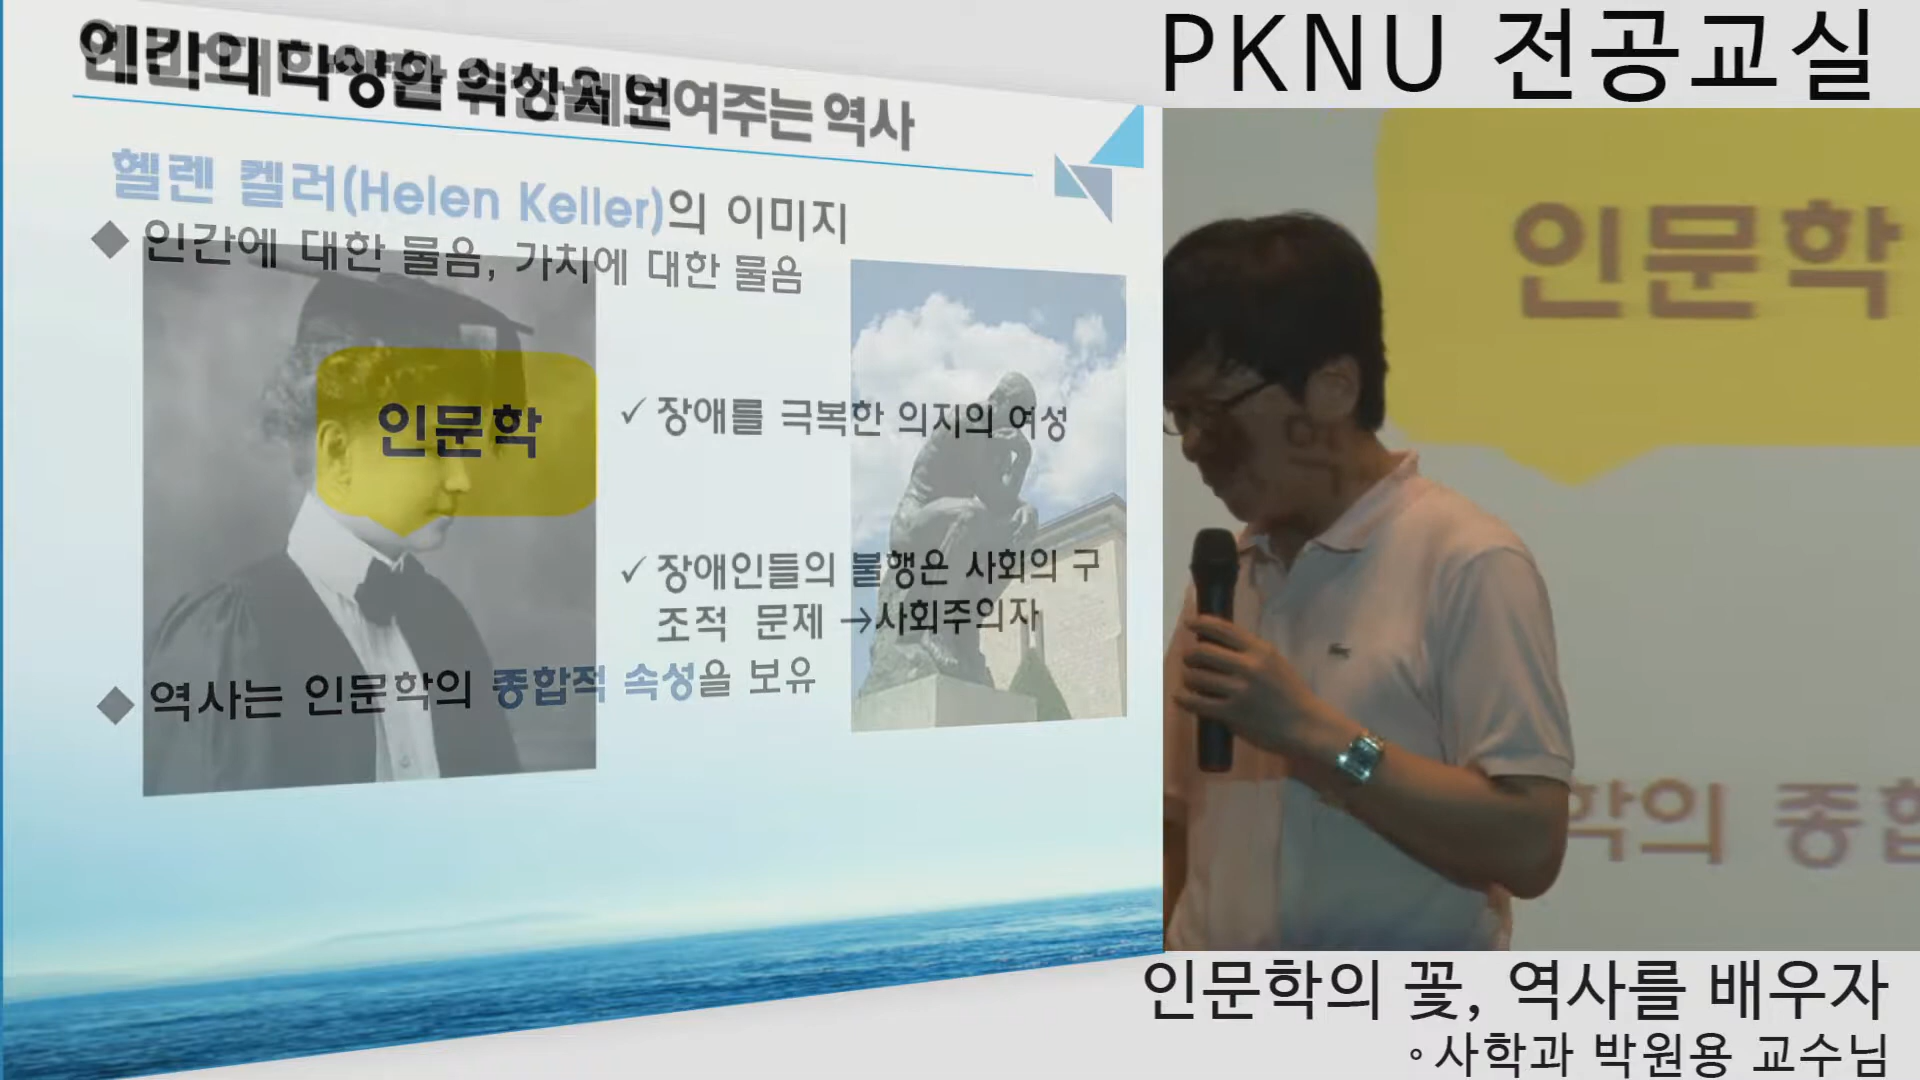 PKNU 전공교실
여주는 역사
헬렌 켈러(Helen Keller)의 이미지
인간에 대한 물음, 가치에 대한 물음
인문학
✓ 장애를 극복한 의지의 여성
✓ 장애인들의 불행은 사회의 구
조적 문제 →사회주의자
역사는 인문학의 종합적 속성을 보유
인문학
학의 종합
인문학의 꽃, 역사를 배우자
◦사학과 박원용 교수님